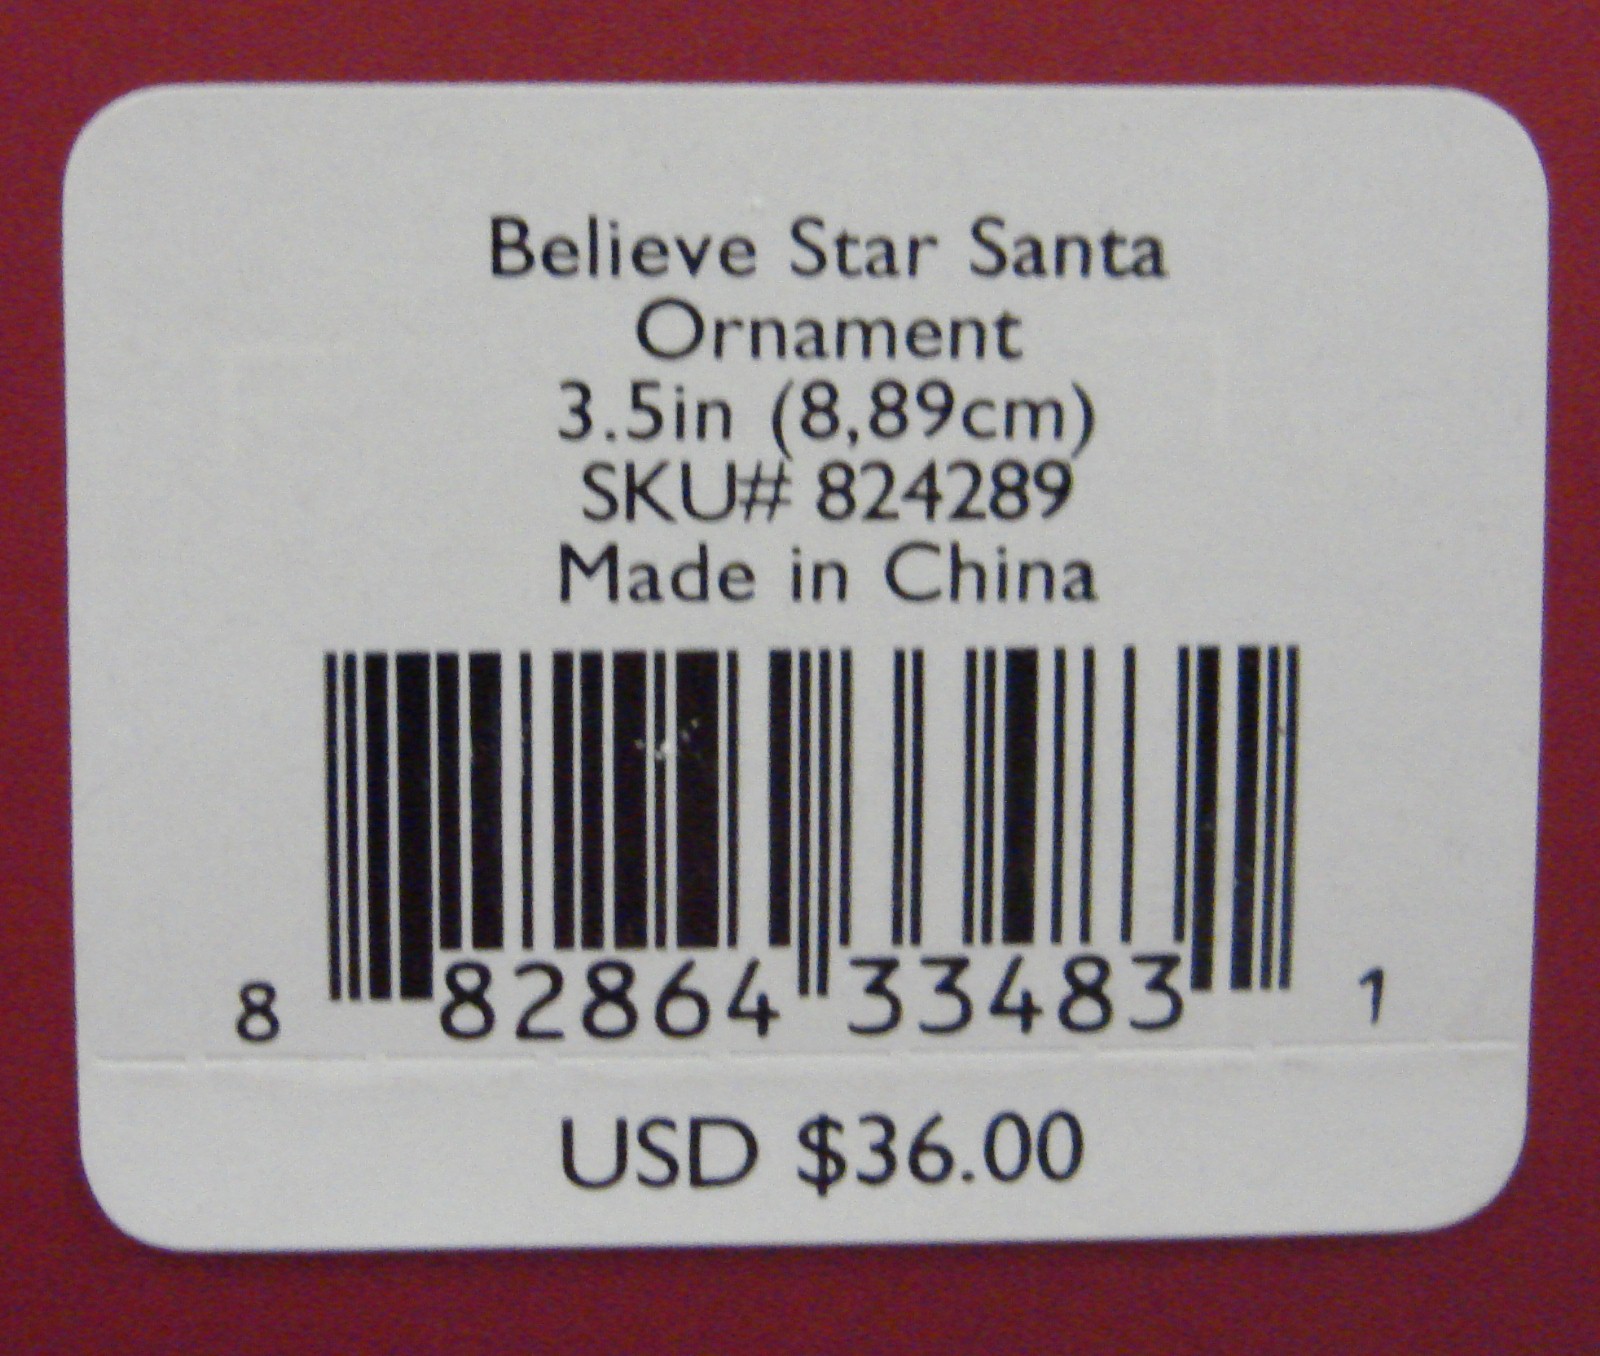 Believe Star Santa
Ornament
3.5in (8,89cm)
SKU# 824289
Made in China
8 82864 33483 1
USD $36.00